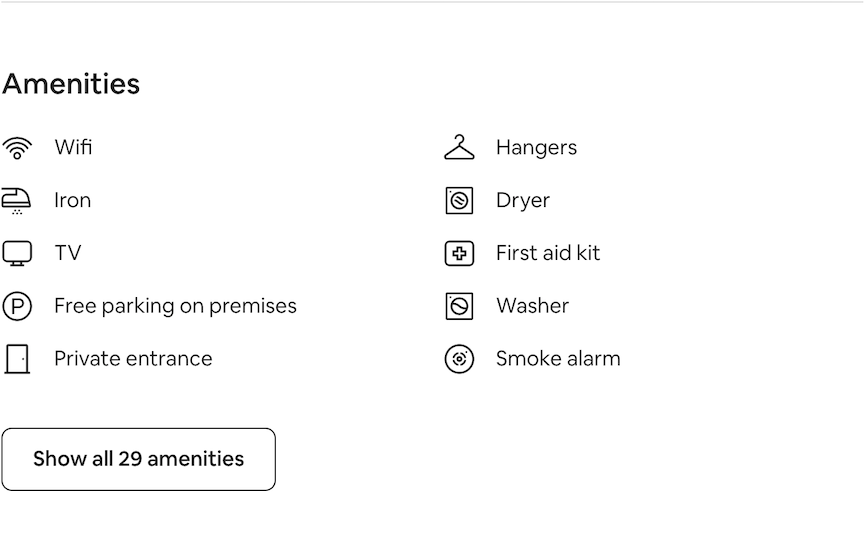 Amenities
Wifi
Hangers
Iron
Dryer
TV
First aid kit
P
Free parking on premises
Washer
Private entrance
Smoke alarm
Show all 29 amenities